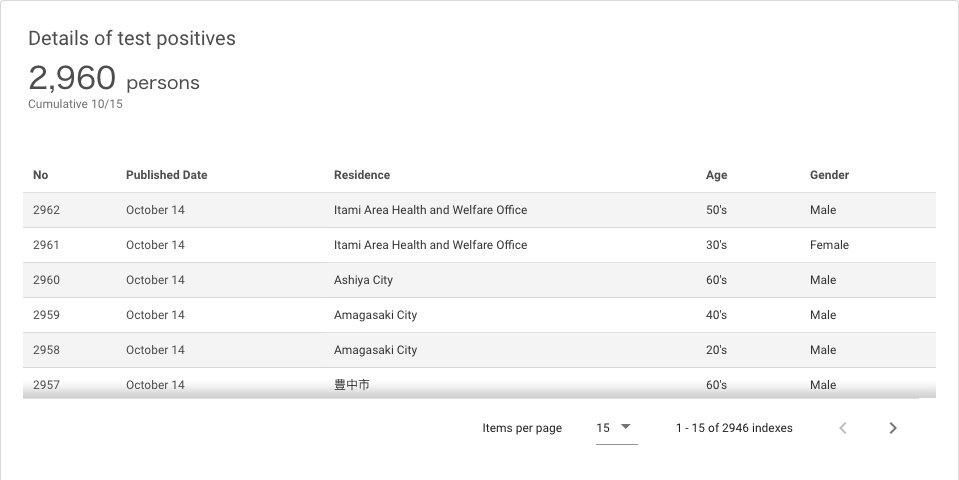 Details of test positives
2,960 persons
Cumulative 10/15
No Published Date Residence Age Gender
2962 October 14 Itami Area Health and Welfare Office 50's Male
2961 October 14 Itami Area Health and Welfare Office 30's Female
2960 October 14 Ashiya City 60's Male
2959 October 14 Amagasaki City 40's Male
2958 October 14 Amagasaki City 20's Male
2957 October 14 豊中市 60's Male
Items per page 15 1 - 15 of 2946 indexes